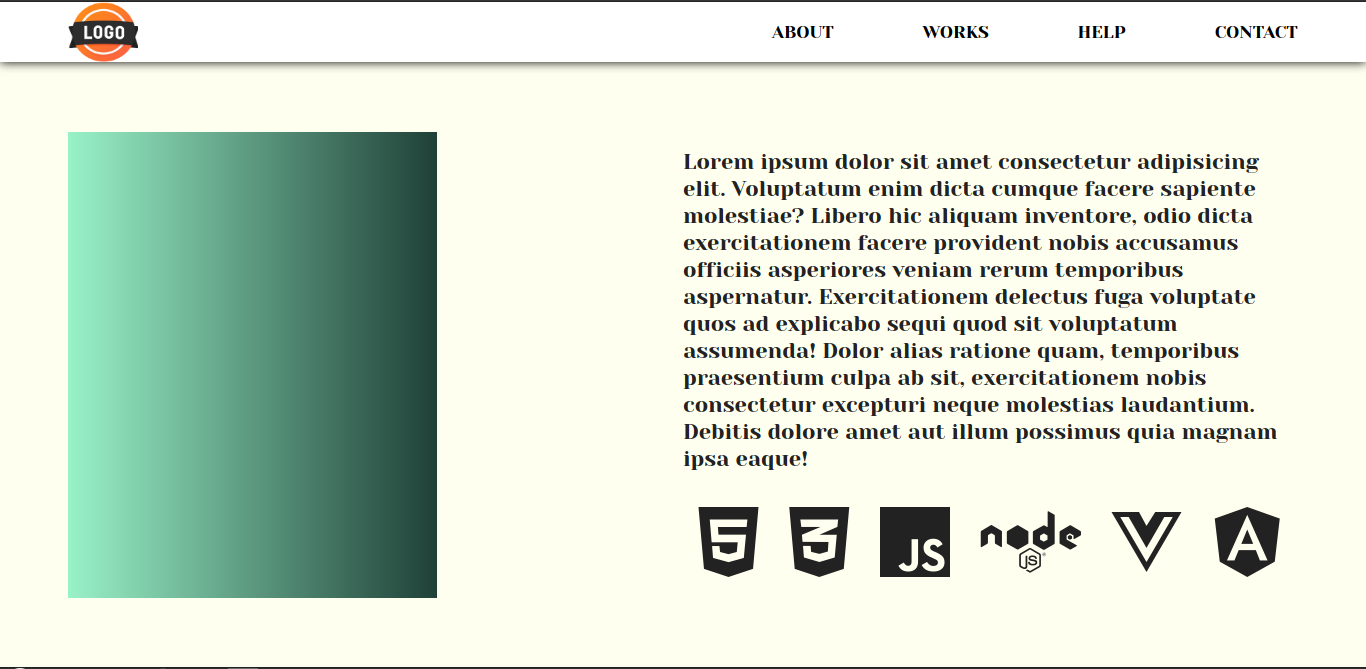 LOGO
ABOUT WORKS HELP CONTACT
Lorem ipsum dolor sit amet consectetur adipisicing
elit. Voluptatum enim dicta cumque facere sapiente
molestiae? Libero hic aliquam inventore, odio dicta
exercitationem facere provident nobis accusamus
officiis asperiores veniam rerum temporibus
aspernatur. Exercitationem delectus fuga voluptate
quos ad explicabo sequi quod sit voluptatum
assumenda! Dolor alias ratione quam, temporibus
praesentium culpa ab sit, exercitationem nobis
consectetur excepturi neque molestias laudantium.
Debitis dolore amet aut illum possimus quia magnam
ipsa eaque!
5 3 JS node JS V A